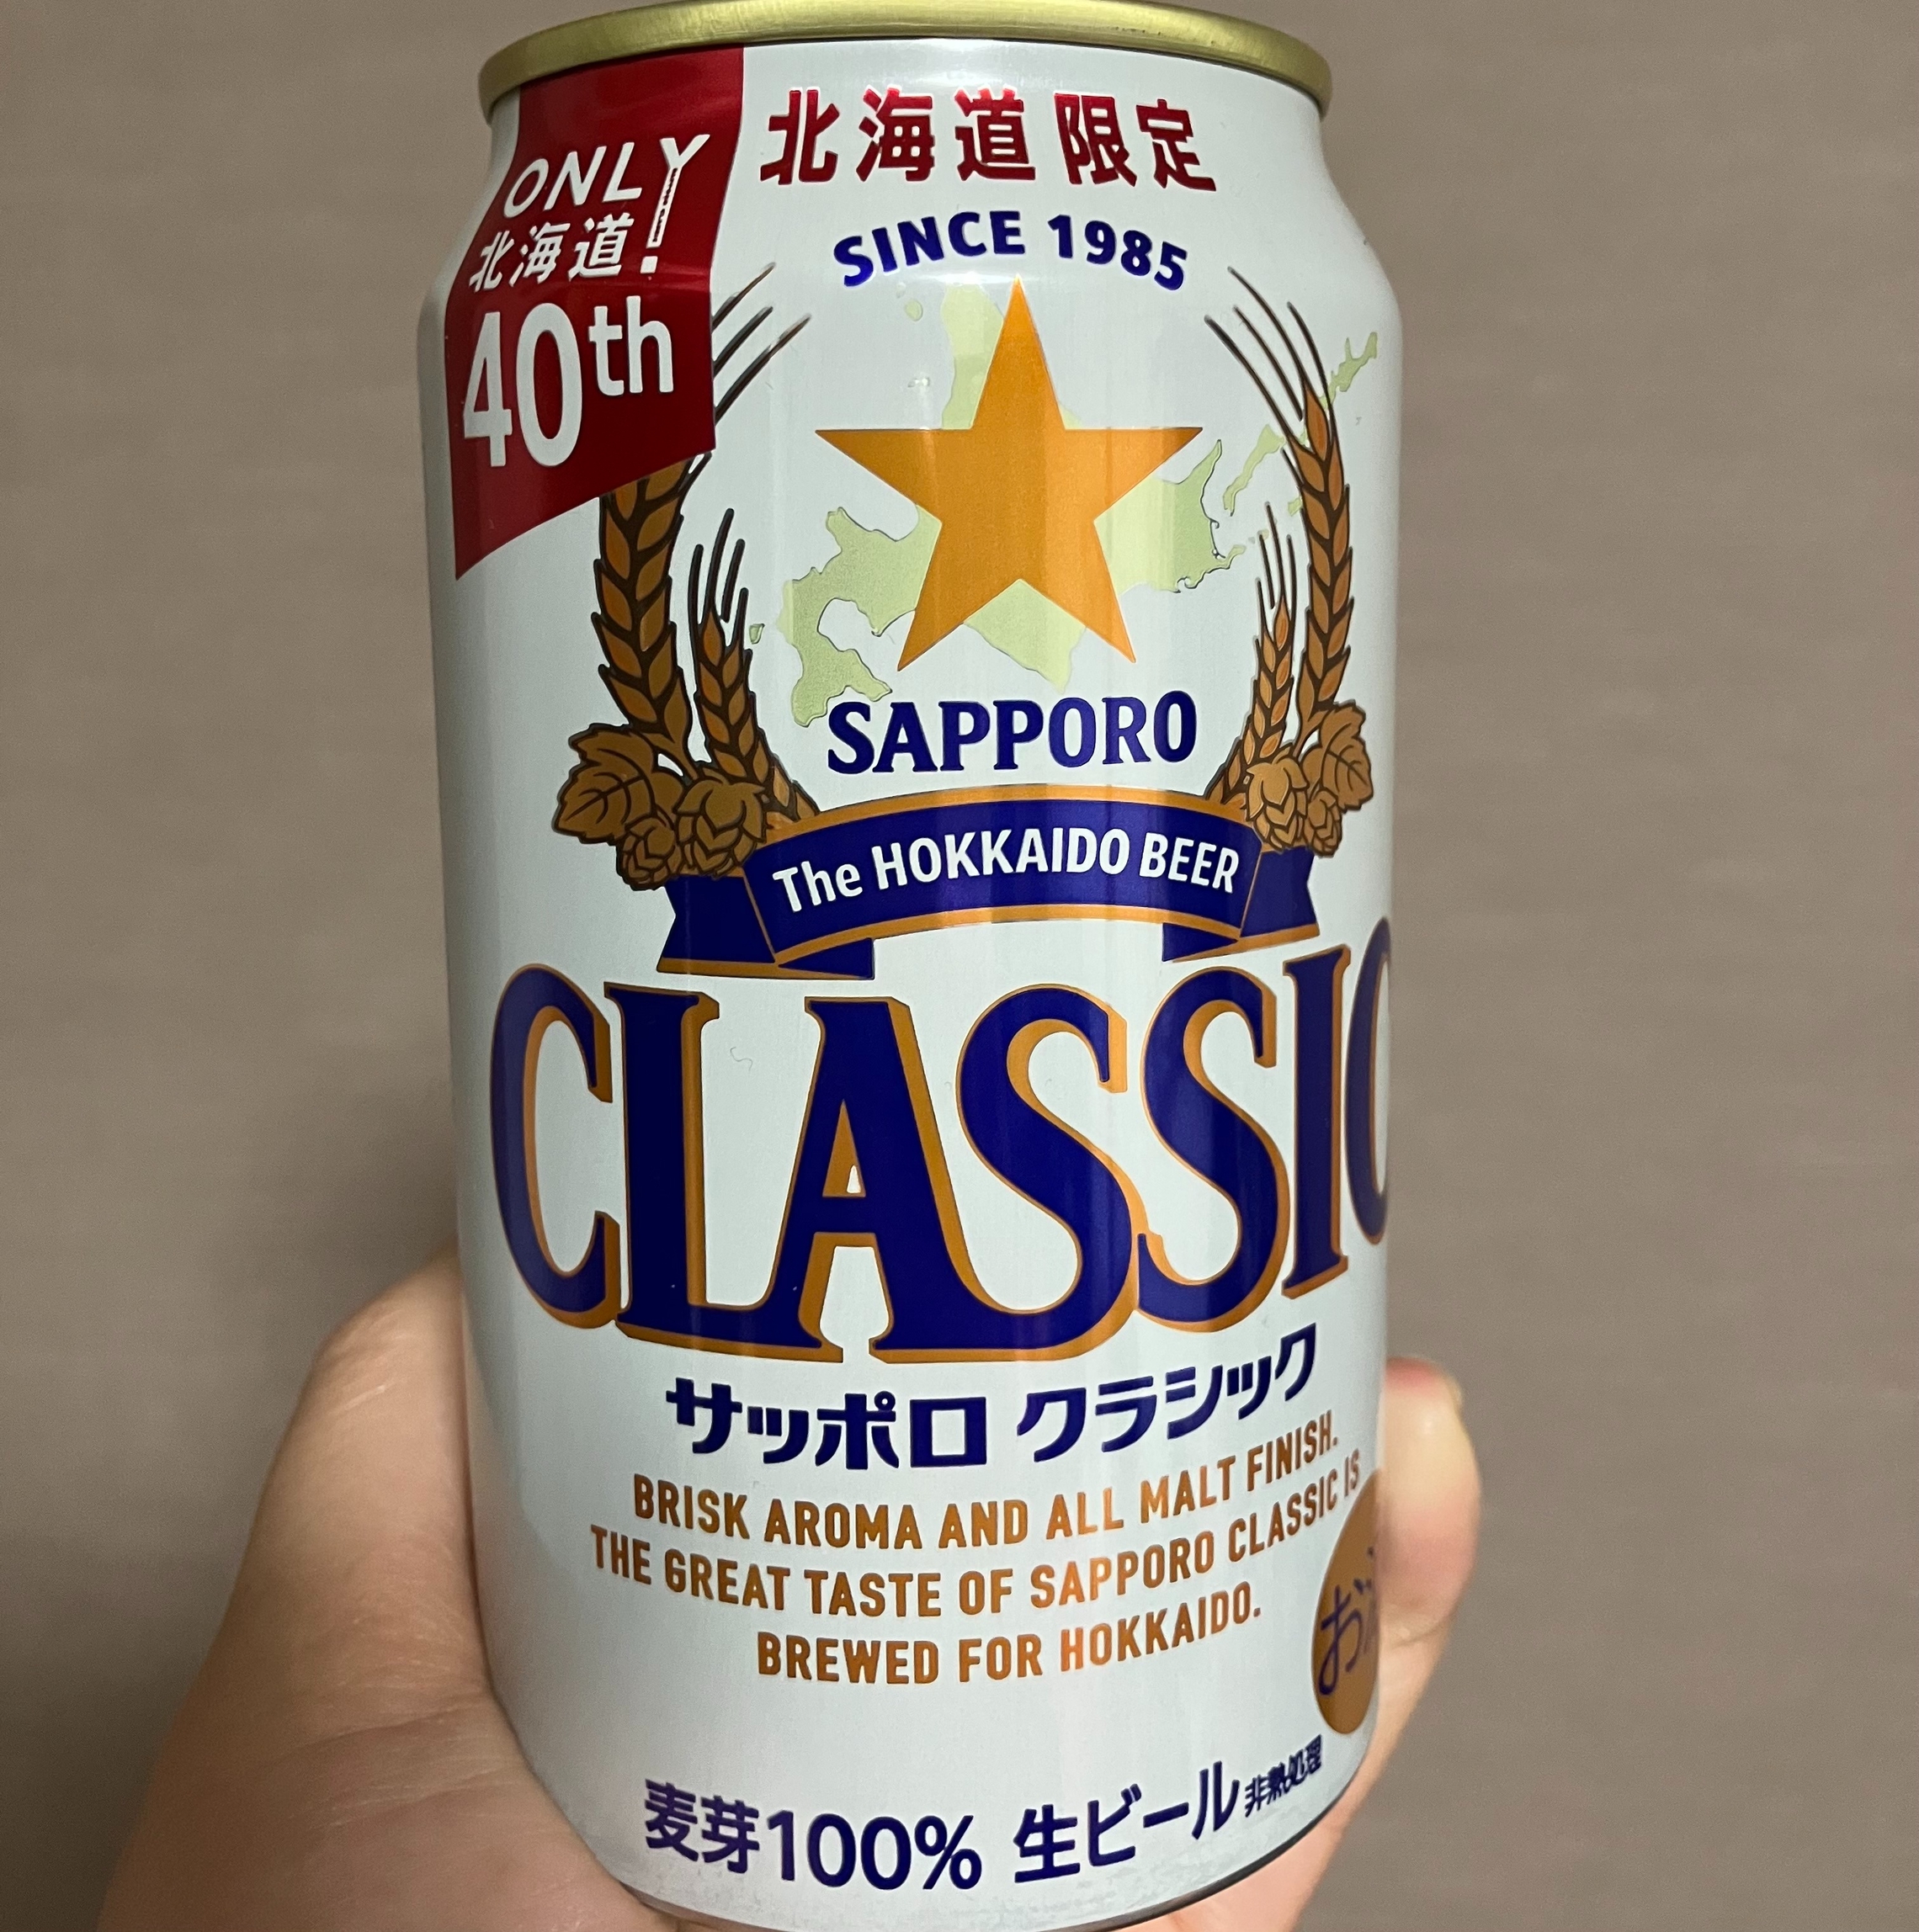 ONLY
北海道!
40th
北海道 限定
SINCE 1985
SAPPORO
The HOKKAIDO BEER
CLASSIC
サッポロ クラシック
BRISK AROMA AND ALL MALT FINISH.
THE GREAT TASTE OF SAPPORO CLASSIC IS
BREWED FOR HOKKAIDO.
麦芽100% 生ビール 非熱処理